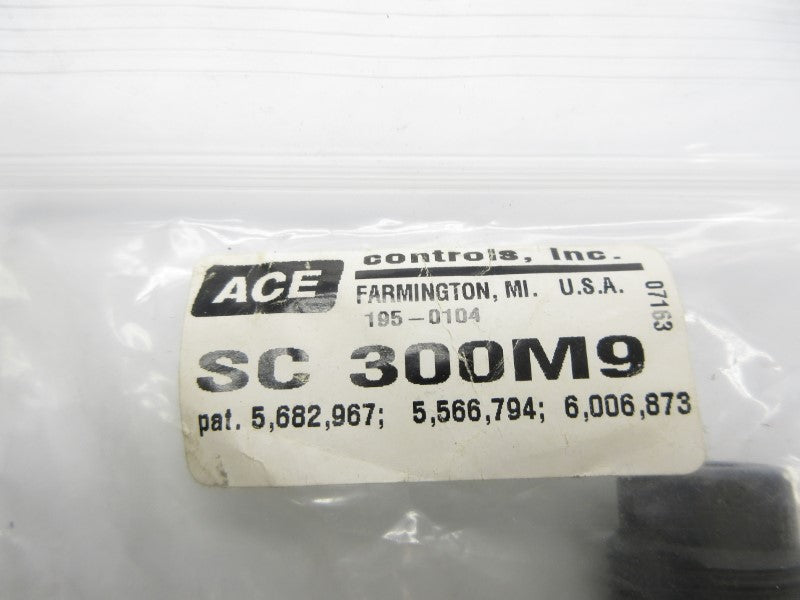 ACE controls, Inc.
FARMINGTON, MI. U.S.A.
195-0104
07163
SC 300M9
pat. 5,682,967; 5,566,794; 6,006,873